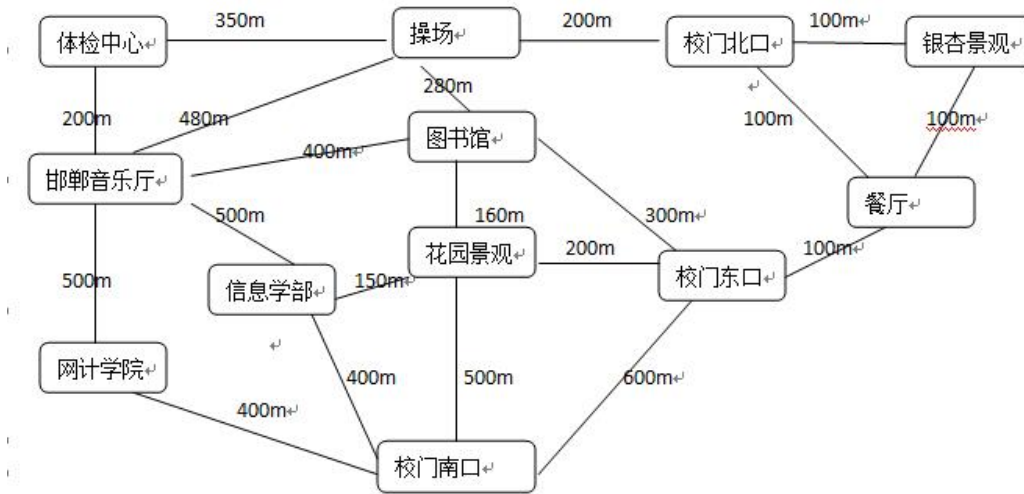 350m
200m
100m
体检中心
操场
校门北口
银杏景观
280m
200m
480m
100m
100m
图书馆
400m
邯郸音乐厅
餐厅
500m
160m
300m
花园景观
200m
100m
校门东口
500m
信息学部
150m
网计学院
400m
500m
600m
400m
校门南口